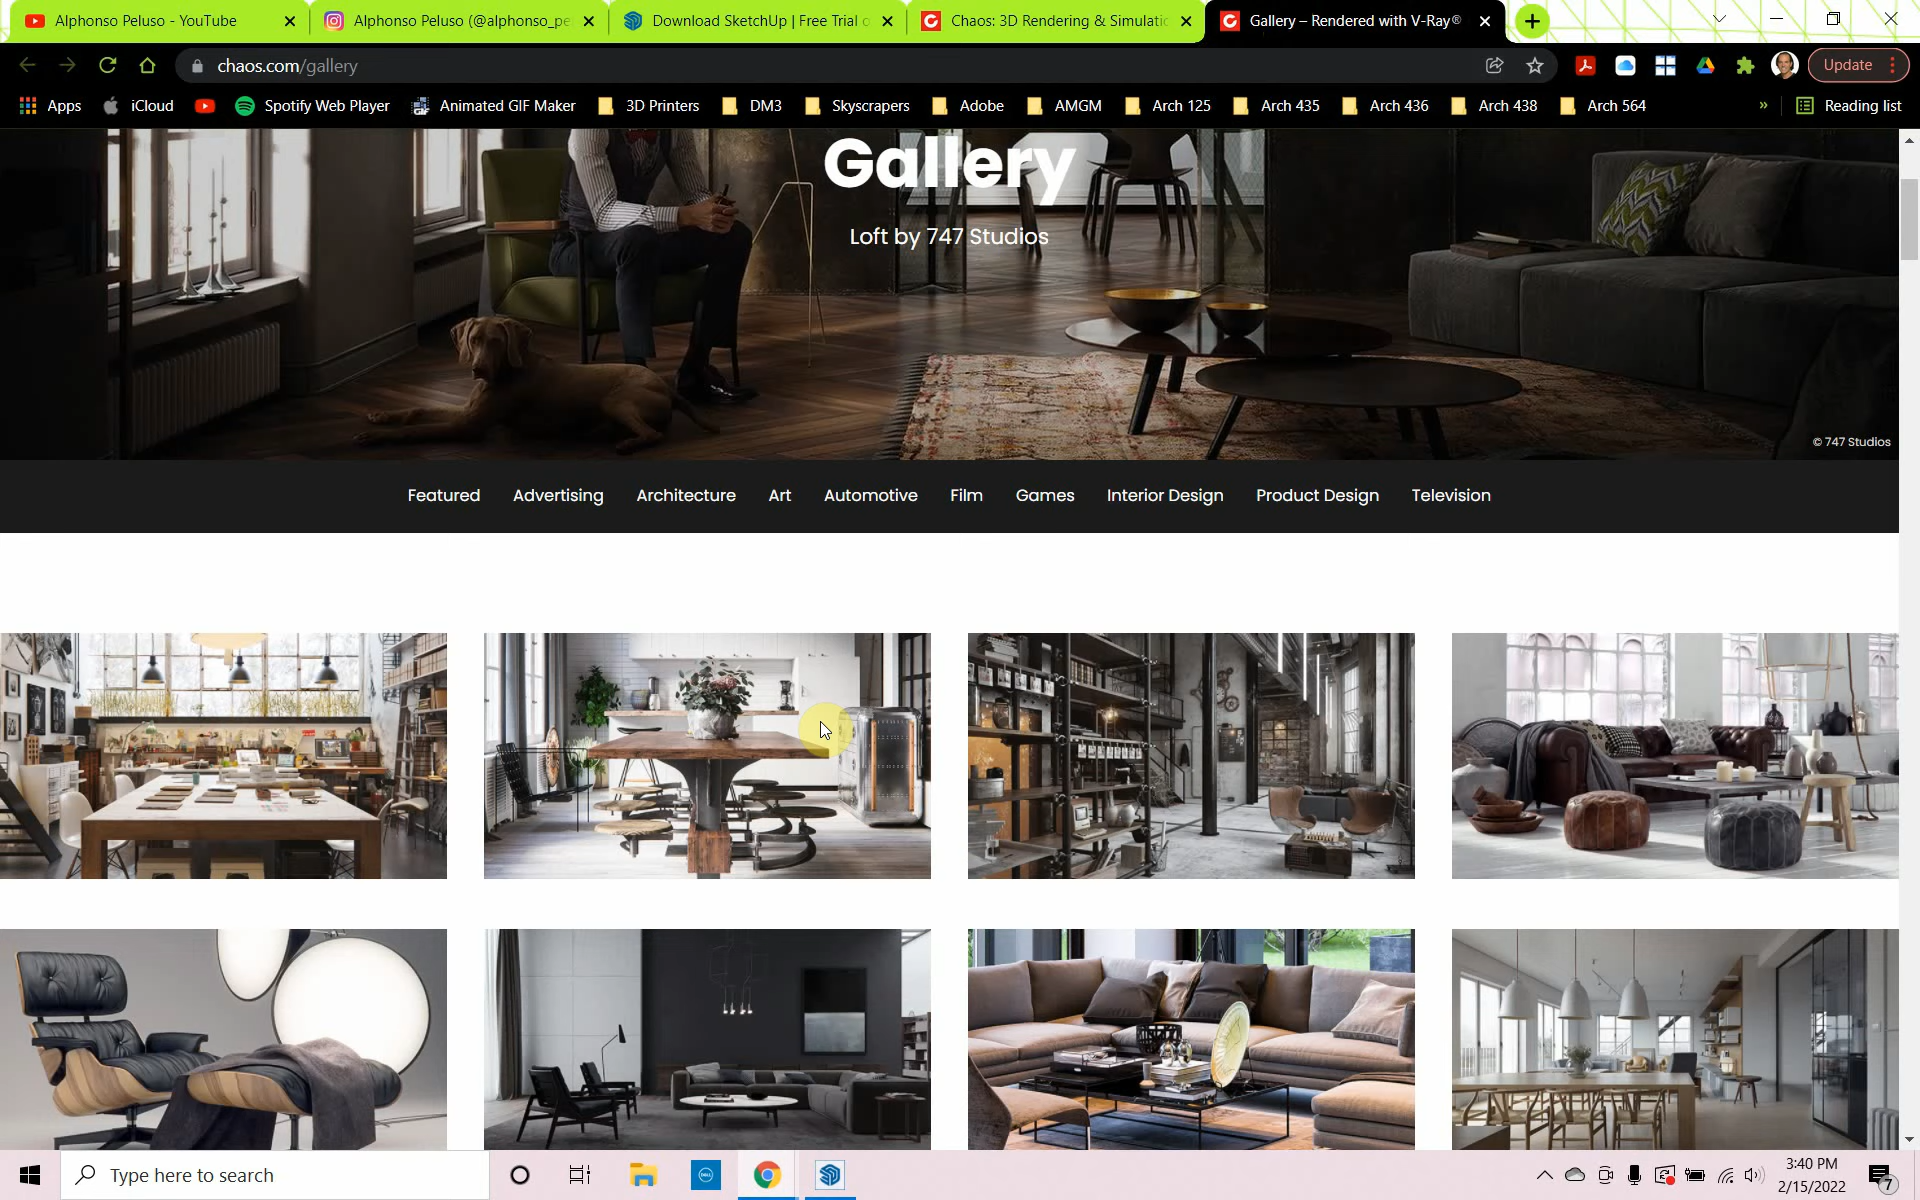 Alphonso Peluso - YouTube
Alphonso Peluso (@alphonso_pe
Download SketchUp | Free Trial o
Chaos: 3D Rendering & Simulatio
Gallery – Rendered with V-Ray®
chaos.com/gallery
Update
Apps
iCloud
Spotify Web Player
Animated GIF Maker
3D Printers
DM3
Skyscrapers
Adobe
AMGM
Arch 125
Arch 435
Arch 436
Arch 438
Arch 564
»
Reading list
Gallery
Loft by 747 Studios
© 747 Studios
Featured
Advertising
Architecture
Art
Automotive
Film
Games
Interior Design
Product Design
Television
Type here to search
DELL
3:40 PM
2/15/2022
7